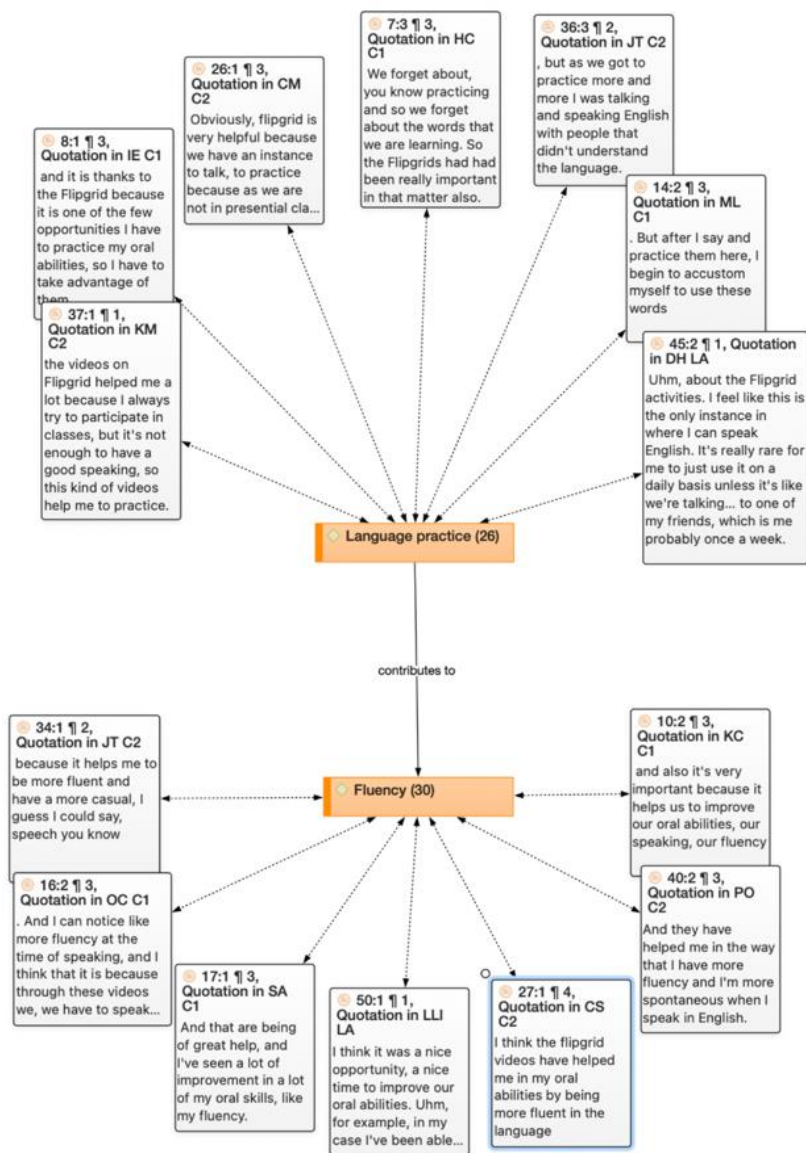 7:3 ¶ 3,
Quotation in HC
C1
We forget about,
you know practicing
and so we forget
about the words that
we are learning. So
the Flipgrids had had
been really important
in that matter also.
36:3 ¶ 2,
Quotation in JT C2
, but as we got to
practice more and
more I was talking
and speaking English
with people that
didn't understand
the language.
26:1 ¶ 3,
Quotation in CM
C2
Obviously, flipgrid is
very helpful because
we have an instance
to talk, to practice
because as we are
not in presential cla...
8:1 ¶ 3,
Quotation in IE C1
and it is thanks to
the Flipgrid because
it is one of the few
opportunities I have
to practice my oral
abilities, so I have to
take advantage of
them
14:2 ¶ 3,
Quotation in ML
C1
. But after I say and
practice them here, I
begin to accustom
myself to use these
words
37:1 ¶ 1,
Quotation in KM
C2
the videos on
Flipgrid helped me a
lot because I always
try to participate in
classes, but it's not
enough to have a
good speaking, so
this kind of videos
help me to practice.
45:2 ¶ 1, Quotation
in DH LA
Uhm, about the Flipgrid
activities. I feel like this is
the only instance in
where I can speak
English. It's really rare for
me to just use it on a
daily basis unless it's like
we're talking... to one of
my friends, which is me
probably once a week.
Language practice (26)
contributes to
Fluency (30)
34:1 ¶ 2,
Quotation in JT C2
because it helps me to
be more fluent and
have a more casual, I
guess I could say,
speech you know
10:2 ¶ 3,
Quotation in KC
C1
and also it's very
important because it
helps us to improve
our oral abilities, our
speaking, our fluency
16:2 ¶ 3,
Quotation in OC C1
. And I can notice like
more fluency at the
time of speaking, and I
think that it is because
through these videos
we, we have to speak...
40:2 ¶ 3,
Quotation in PO
C2
And they have
helped me in the way
that I have more
fluency and I'm more
spontaneous when I
speak in English.
17:1 ¶ 3,
Quotation in SA
C1
And that are being
of great help, and
I've seen a lot of
improvement in a lot
of my oral skills, like
my fluency.
50:1 ¶ 1,
Quotation in LLI
LA
I think it was a nice
opportunity, a nice
time to improve our
oral abilities. Uhm,
for example, in my
case I've been able...
27:1 ¶ 4,
Quotation in CS
C2
I think the flipgrid
videos have helped
me in my oral
abilities by being
more fluent in the
language